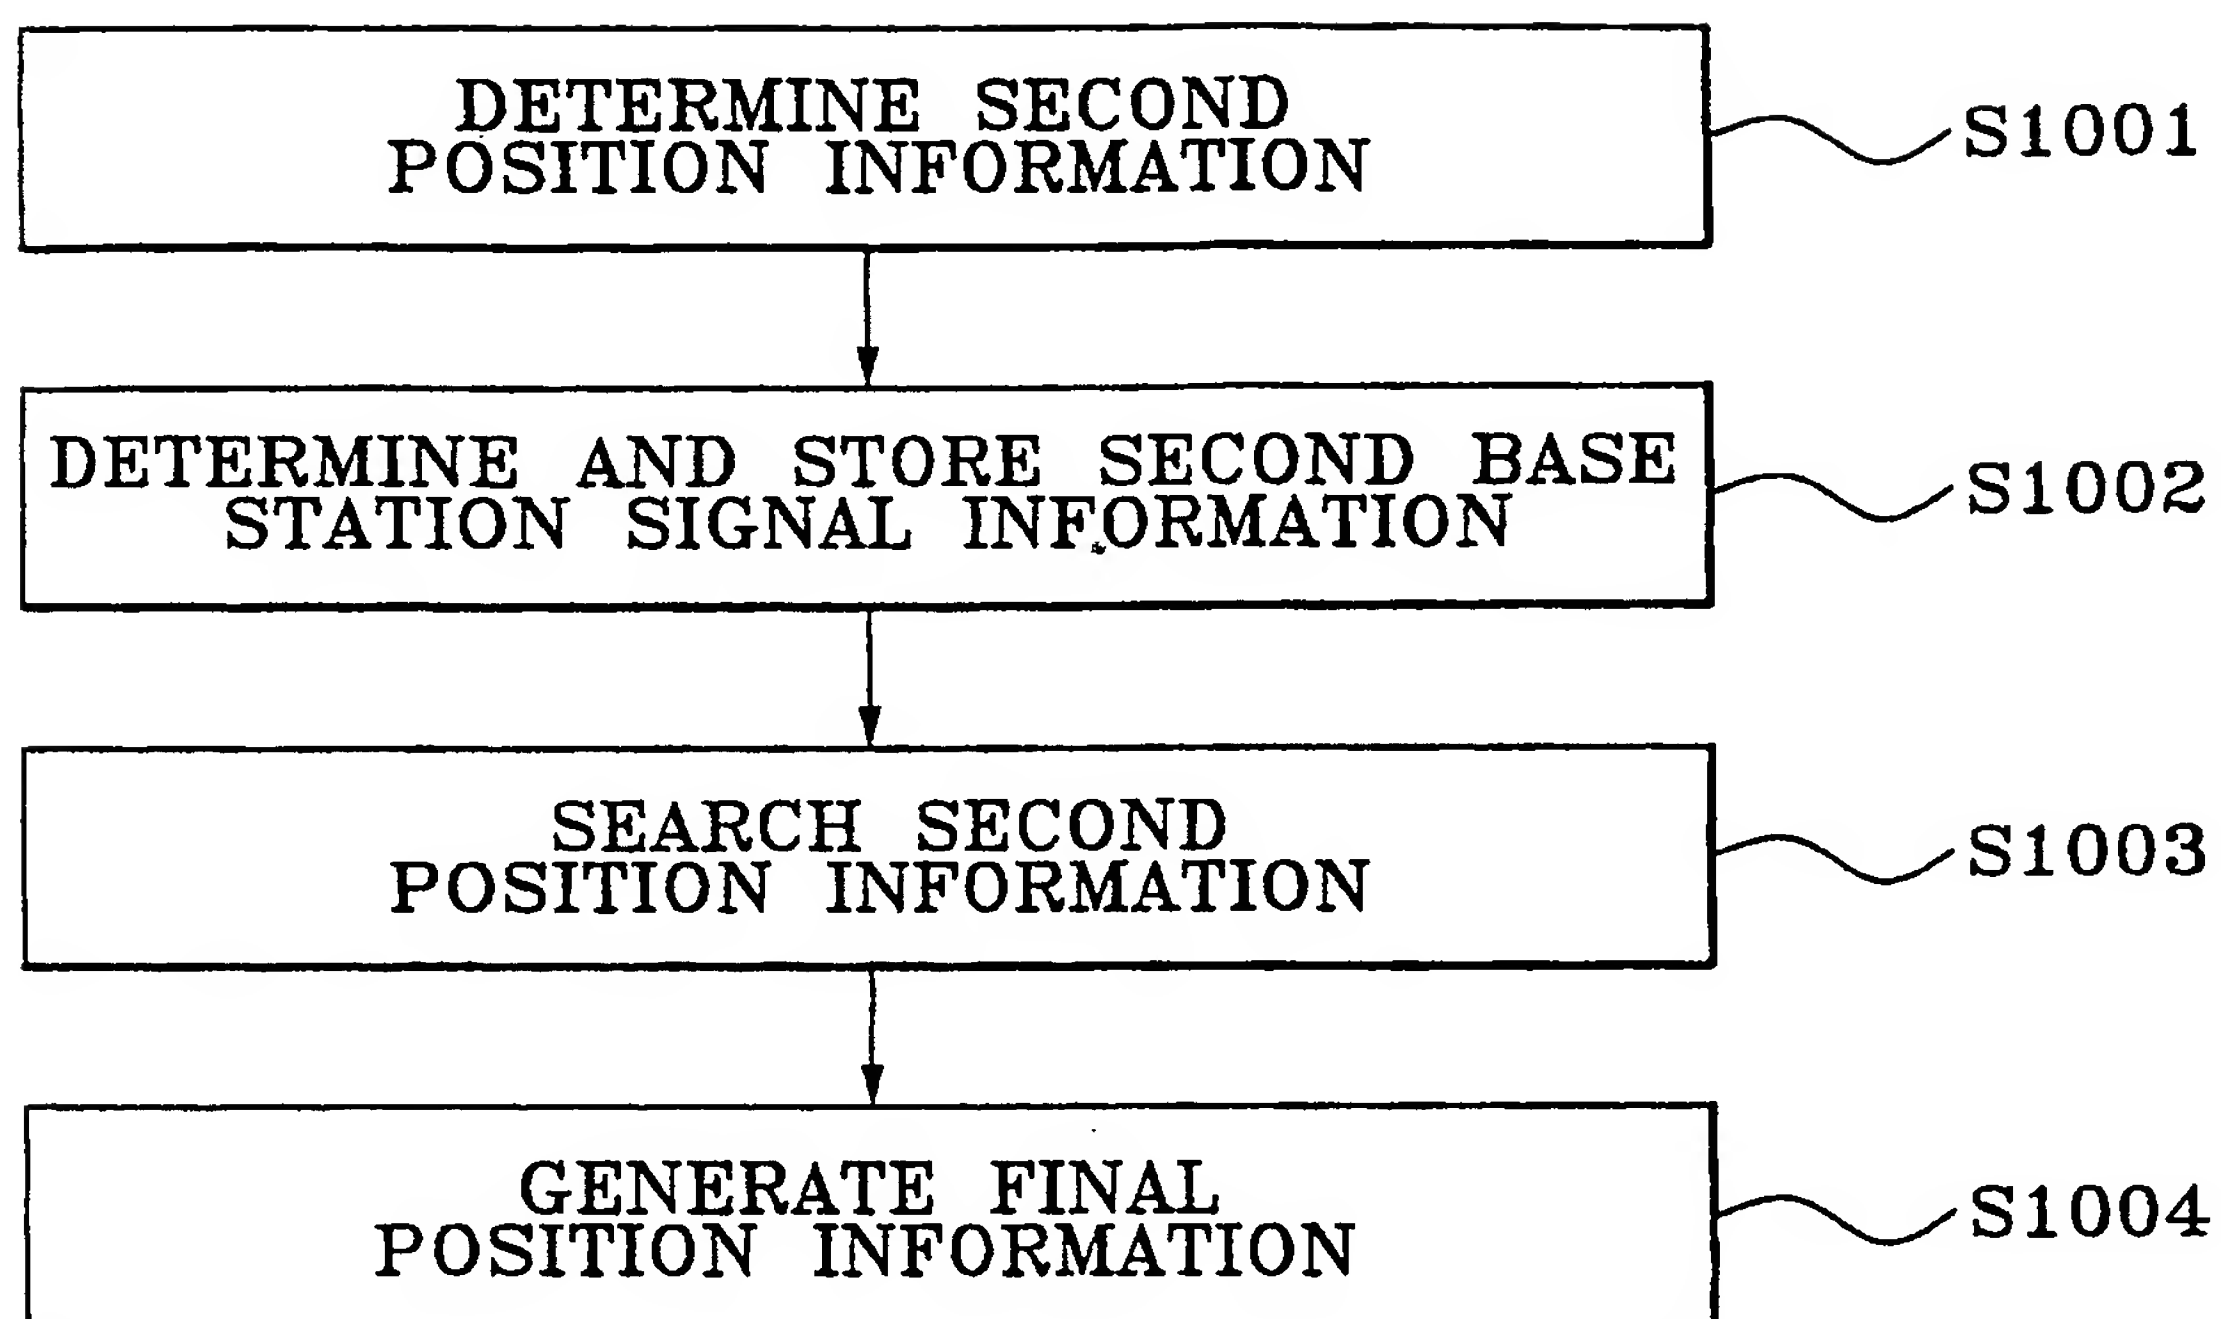 DETERMINE SECOND
POSITION INFORMATION
S1001
DETERMINE AND STORE SECOND BASE
STATION SIGNAL INFORMATION
S1002
SEARCH SECOND
POSITION INFORMATION
S1003
GENERATE FINAL
POSITION INFORMATION
S1004